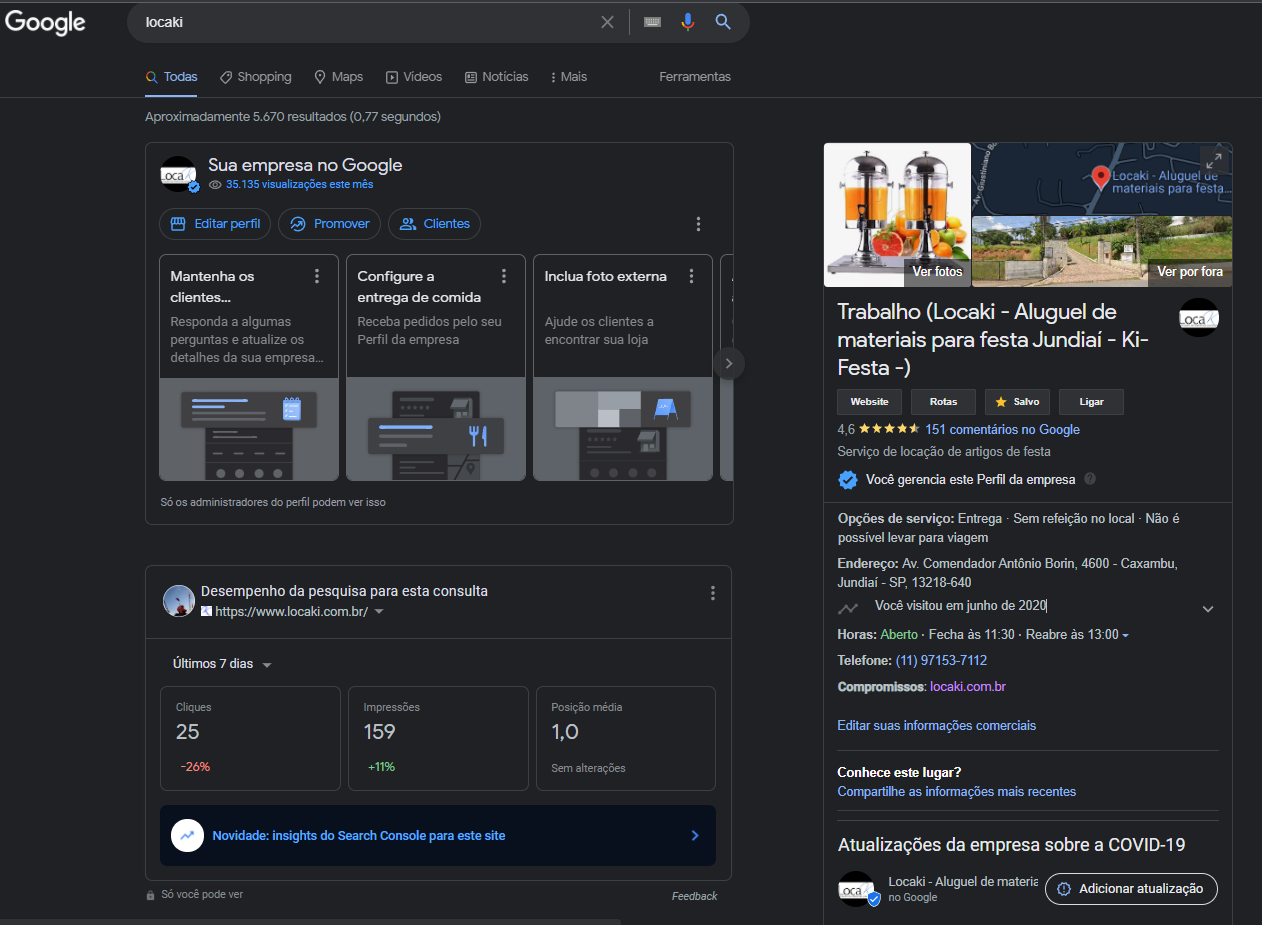 Google
locaki
Todas
Shopping
Maps
Vídeos
Notícias
Mais
Ferramentas
Aproximadamente 5.670 resultados (0,77 segundos)
Loca
Sua empresa no Google
35.135 visualizações este mês
Editar perfil
Promover
Clientes
Mantenha os
clientes...
Responda a algumas
perguntas e atualize os
detalhes da sua empresa...
Configure a
entrega de comida
Receba pedidos pelo seu
Perfil da empresa
Inclua foto externa
Ajude os clientes a
encontrar sua loja
Só os administradores do perfil podem ver isso
Desempenho da pesquisa para esta consulta
https://www.locaki.com.br/
Últimos 7 dias
Cliques
25
-26%
Impressões
159
+11%
Posição média
1,0
Sem alterações
Novidade: insights do Search Console para este site
Só você pode ver
Feedback
Ver fotos
Av. Giustiniano B
Locaki - Aluguel de
materiais para festa...
Ver por fora
Trabalho (Locaki - Aluguel de
materiais para festa Jundiaí - Ki-
Festa -)
Loca
Website
Rotas
Salvo
Ligar
4,6
151 comentários no Google
Serviço de locação de artigos de festa
Você gerencia este Perfil da empresa
Opções de serviço: Entrega · Sem refeição no local · Não é
possível levar para viagem
Endereço: Av. Comendador Antônio Borin, 4600 - Caxambu,
Jundiaí - SP, 13218-640
Você visitou em junho de 2020
Horas: Aberto · Fecha às 11:30 · Reabre às 13:00
Telefone: (11) 97153-7112
Compromissos: locaki.com.br
Editar suas informações comerciais
Conhece este lugar?
Compartilhe as informações mais recentes
Atualizações da empresa sobre a COVID-19
oca
Locaki - Aluguel de materia
no Google
Adicionar atualização